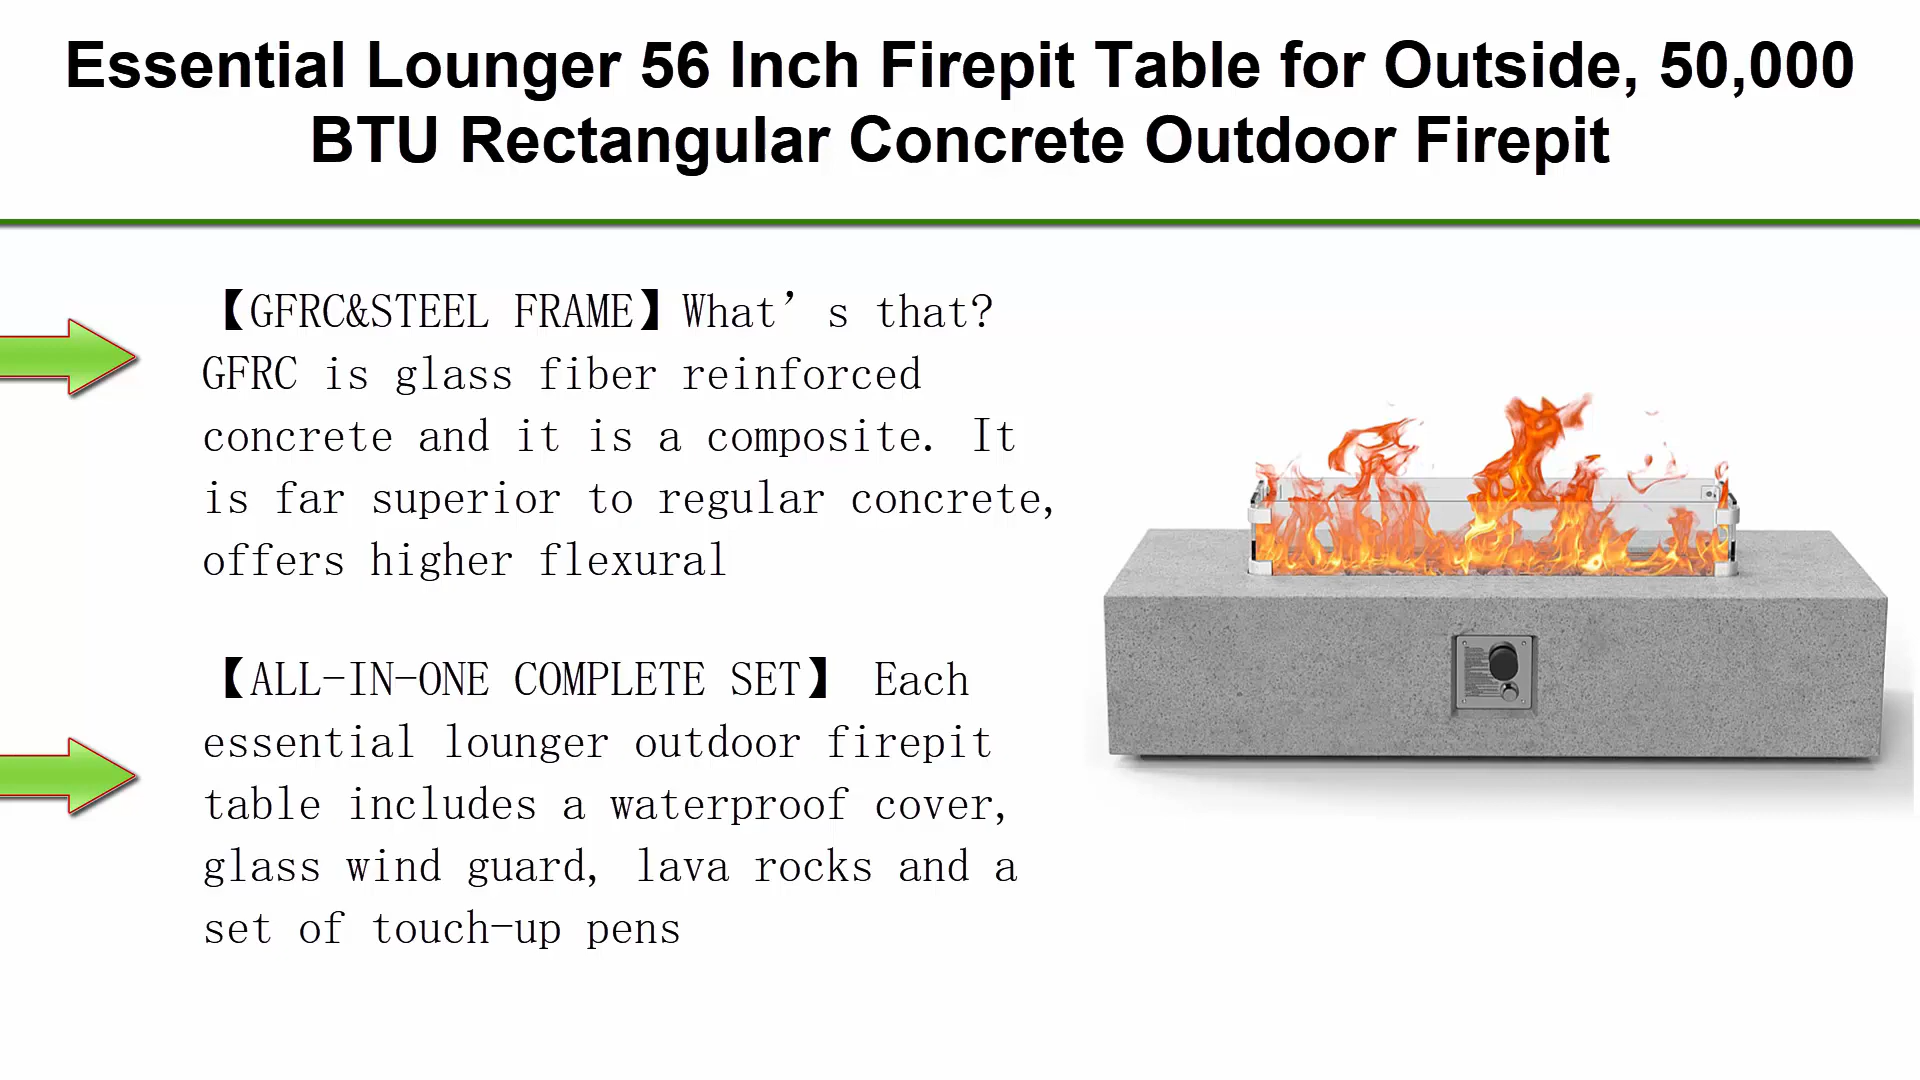 Essential Lounger 56 Inch Firepit Table for Outside, 50,000
BTU Rectangular Concrete Outdoor Firepit
【GFRC&STEEL FRAME】What’s that?
GFRC is glass fiber reinforced
concrete and it is a composite. It
is far superior to regular concrete,
offers higher flexural
【ALL-IN-ONE COMPLETE SET】 Each
essential lounger outdoor firepit
table includes a waterproof cover,
glass wind guard, lava rocks and a
set of touch-up pens